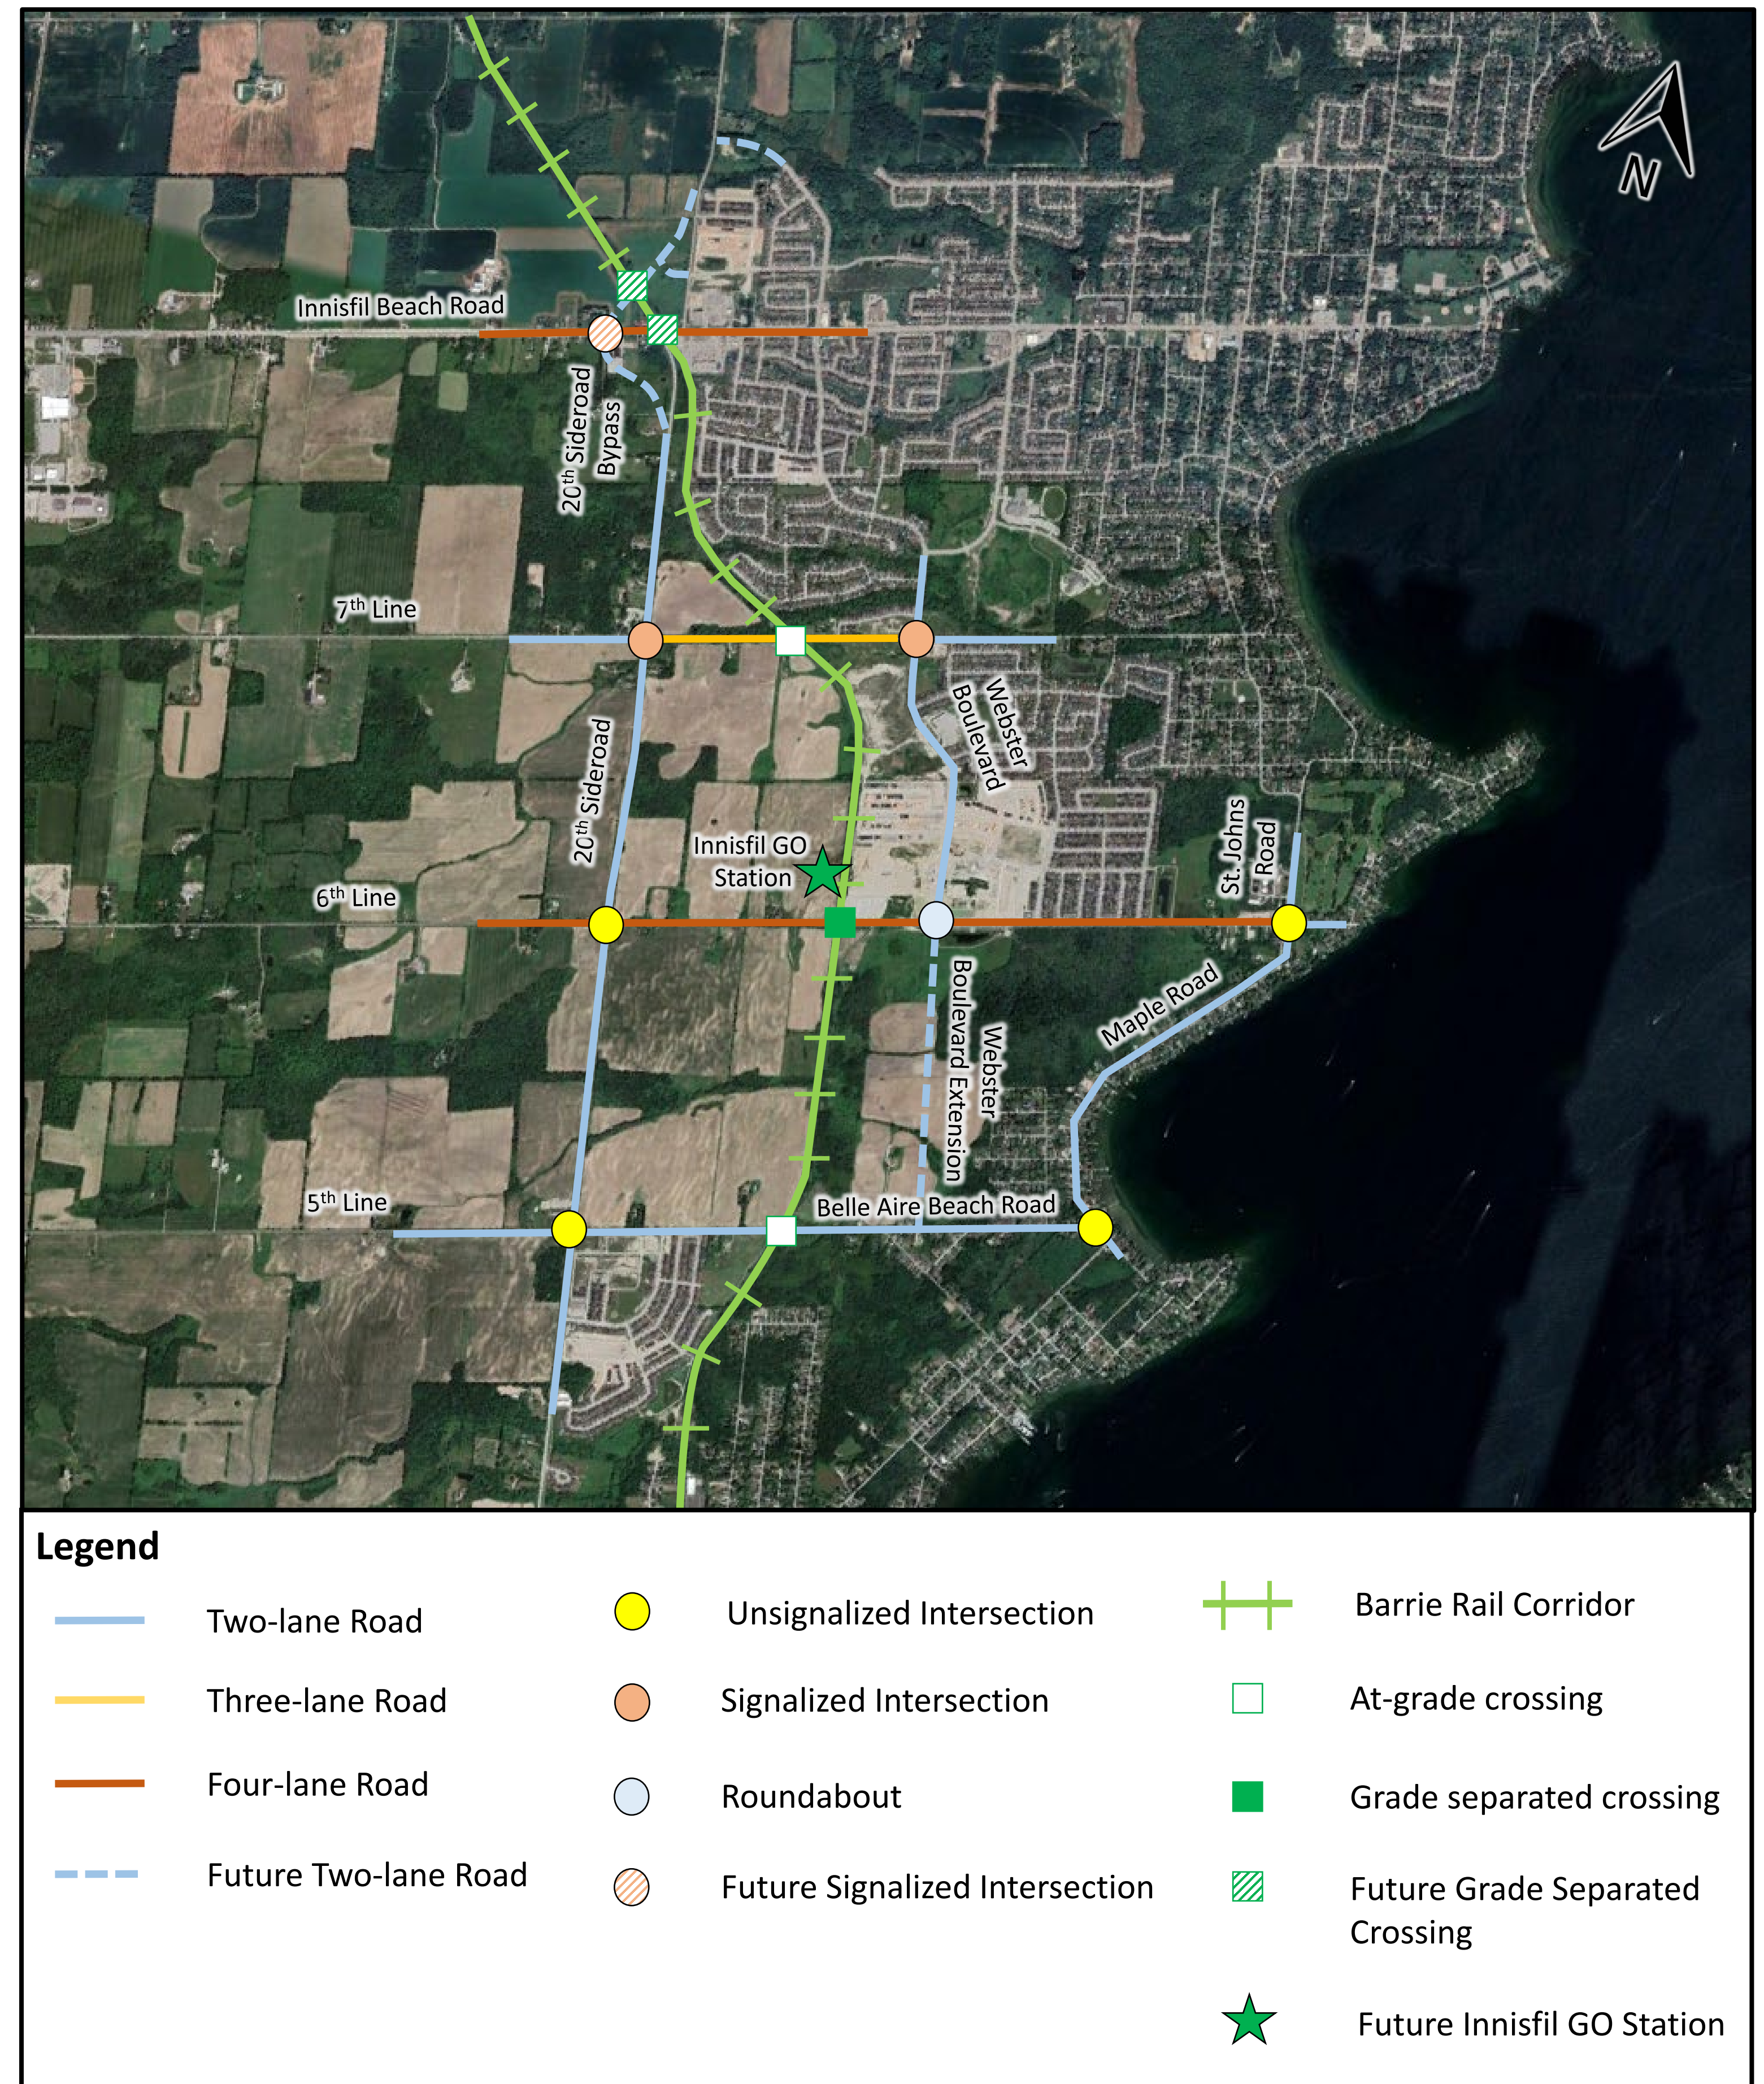 N
Innisfil Beach Road
20th Sideroad
Bypass
7th Line
Webster
Boulevard
20th Sideroad
Innisfil GO
Station
St. Johns
Road
6th Line
Maple Road
Webster
Boulevard Extension
5th Line
Belle Aire Beach Road
Legend
Two-lane Road
Three-lane Road
Four-lane Road
Future Two-lane Road
Unsignalized Intersection
Signalized Intersection
Roundabout
Future Signalized Intersection
Barrie Rail Corridor
At-grade crossing
Grade separated crossing
Future Grade Separated
Crossing
Future Innisfil GO Station